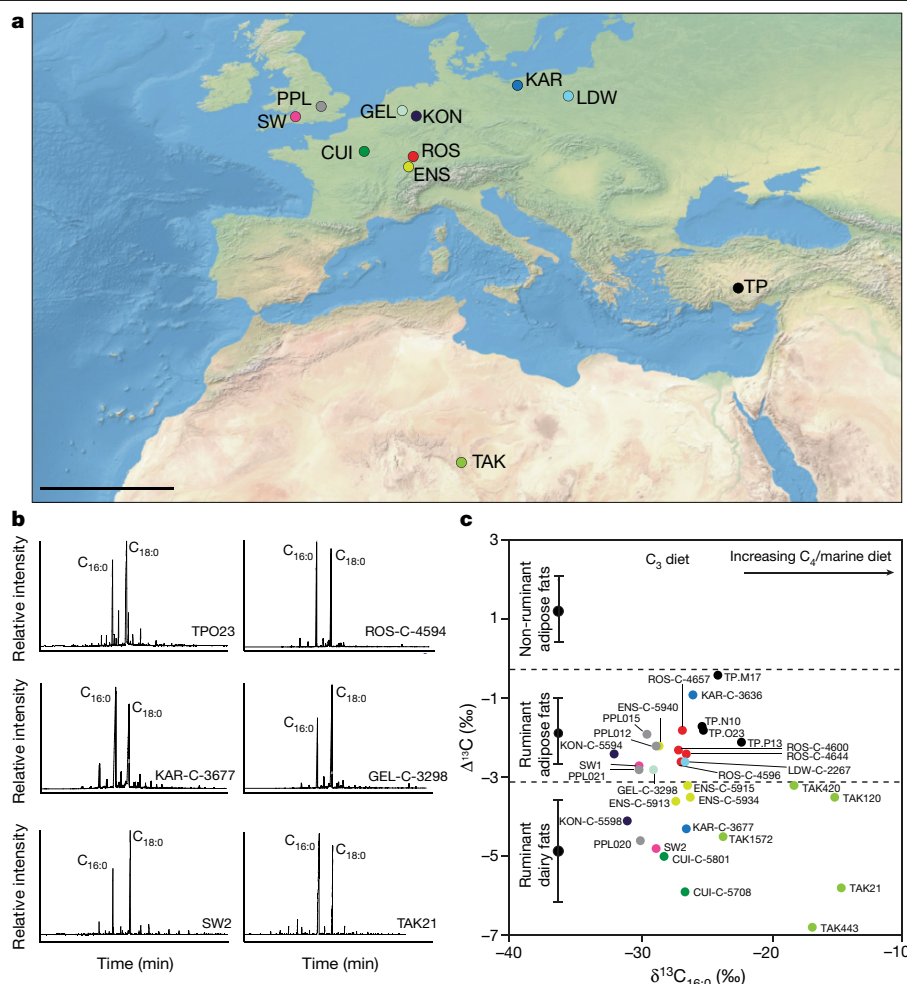 a
KAR
LDW
PPL
SW
GEL
KON
CUI
ROS
ENS
TP
TAK
b
Relative intensity
C16:0
C18:0
TPO23
C16:0
C18:0
ROS-C-4594
Relative intensity
C16:0
C18:0
KAR-C-3677
C16:0
C18:0
GEL-C-3298
Relative intensity
C16:0
C18:0
SW2
C16:0
C18:0
TAK21
Time (min)
Time (min)
c
3
1
−1
−3
−5
−7
Δ13C (‰)
C3 diet
Increasing C4/marine diet
Non-ruminant
adipose fats
Ruminant
adipose fats
Ruminant
dairy fats
ROS-C-4657
TP.M17
KAR-C-3636
ENS-C-5940
PPL015
TP.N10
TP.O23
PPL012
KON-C-5594
TP.P13
ROS-C-4600
ROS-C-4644
SW1
LDW-C-2267
PPL021
ROS-C-4596
GEL-C-3298
ENS-C-5915
TAK420
ENS-C-5913
ENS-C-5934
TAK120
KON-C-5598
KAR-C-3677
TAK1572
PPL020
SW2
CUI-C-5801
CUI-C-5708
TAK21
TAK443
−40
−30
−20
−10
δ13C16:0 (‰)